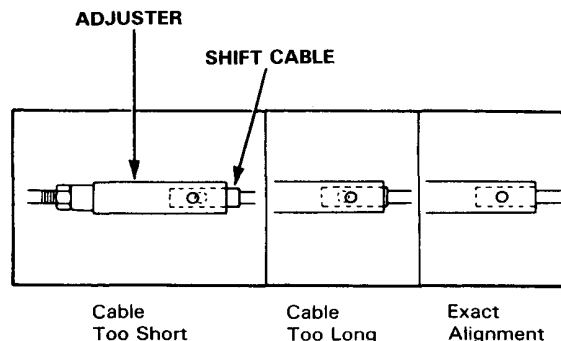 ADJUSTER
SHIFT CABLE
Cable
Too Short
Cable
Too Long
Exact
Alignment